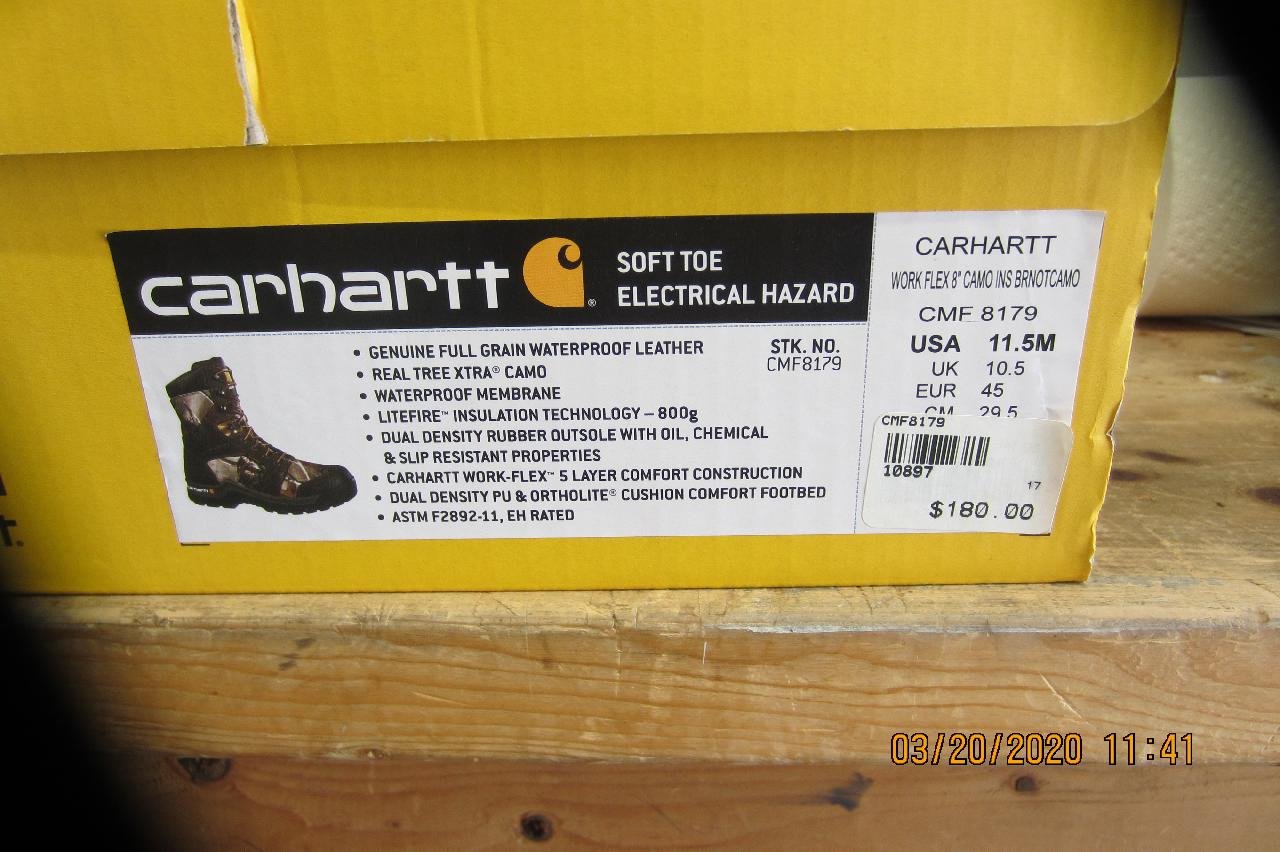 carhartt
SOFT TOE
ELECTRICAL HAZARD
• GENUINE FULL GRAIN WATERPROOF LEATHER
• REAL TREE XTRA® CAMO
• WATERPROOF MEMBRANE
• LITEFIRE™ INSULATION TECHNOLOGY – 800g
• DUAL DENSITY RUBBER OUTSOLE WITH OIL, CHEMICAL
& SLIP RESISTANT PROPERTIES
• CARHARTT WORK-FLEX™ 5 LAYER COMFORT CONSTRUCTION
• DUAL DENSITY PU & ORTHOLITE® CUSHION COMFORT FOOTBED
• ASTM F2892-11, EH RATED
STK. NO.
CMF8179
CARHARTT
WORK FLEX 8" CAMO INS BRNOTCAMO
CMF 8179
USA 11.5M
UK 10.5
EUR 45
CM 29.5
CMF8179
10897
17
$180.00
03/20/2020 11:41